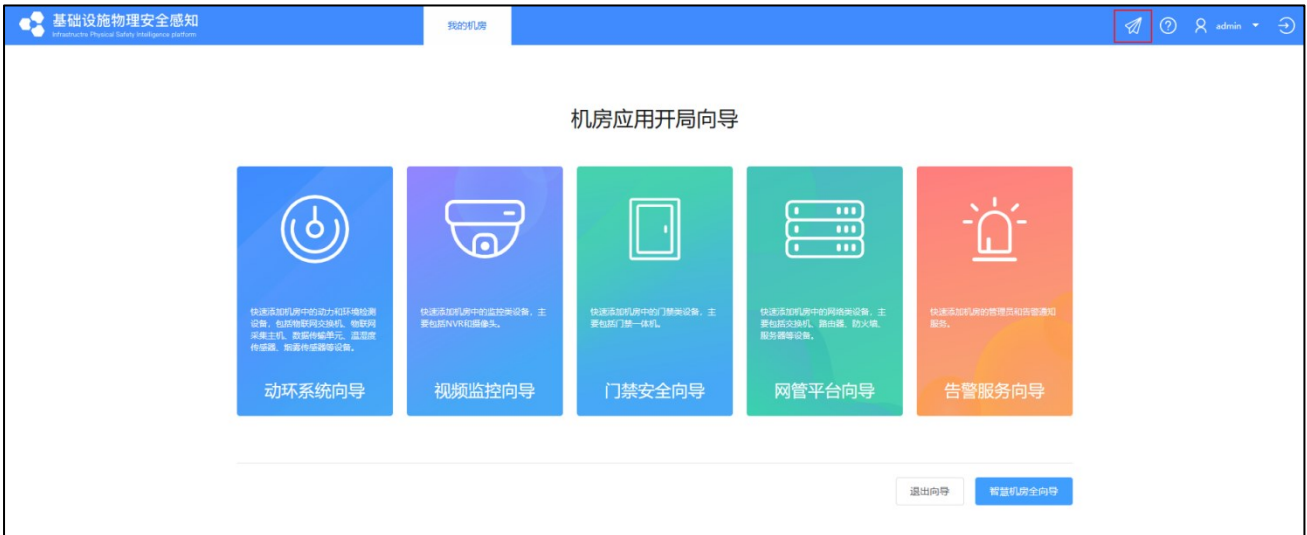 基础设施物理安全感知
Infrastructre Physical Safety Intelligence platform
我的机房
admin
机房应用开局向导
快速添加机房中的动力和环境检测
设备，包括物联网交换机、物联网
采集主机、数据传输单元、温湿度
传感器、烟雾传感器等设备。
动环系统向导
快速添加机房中的监控类设备，主
要包括NVR和摄像头。
视频监控向导
快速添加机房中的门禁类设备，主
要包括门禁一体机。
门禁安全向导
快速添加机房中的网络类设备，主
要包括交换机、路由器、防火墙、
服务器等设备。
网管平台向导
快速添加机房的管理员和告警通知
服务。
告警服务向导
退出向导
智慧机房全向导